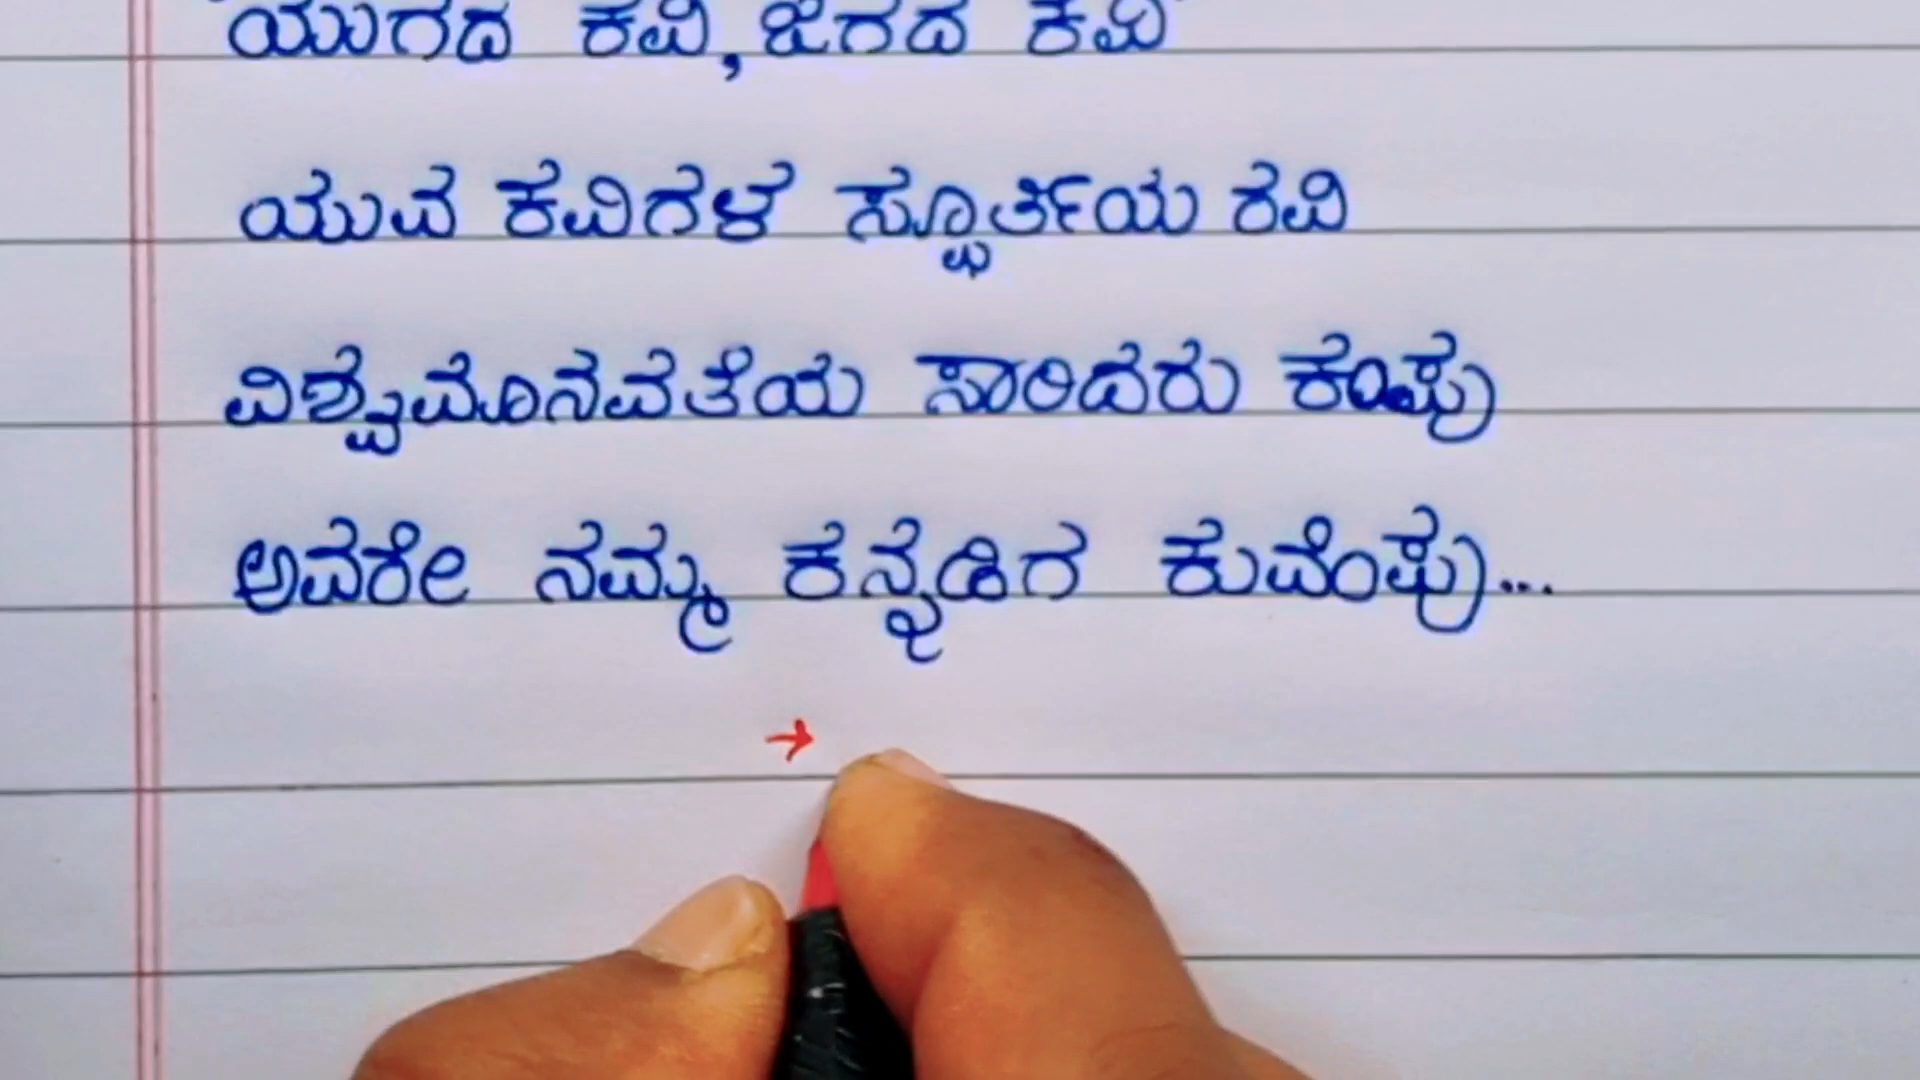 ಯುಗದ ಕವಿ, ಜಗದ ಕವಿ
ಯುವ ಕವಿಗಳ ಸ್ಫೂರ್ತಿಯ ರವಿ
ವಿಶ್ವಮಾನವತೆಯ ಸಾರಿದರು ಕಂಪು
ಅವರೇ ನಮ್ಮ ಕನ್ನಡಿಗ ಕುವೆಂಪು...
→